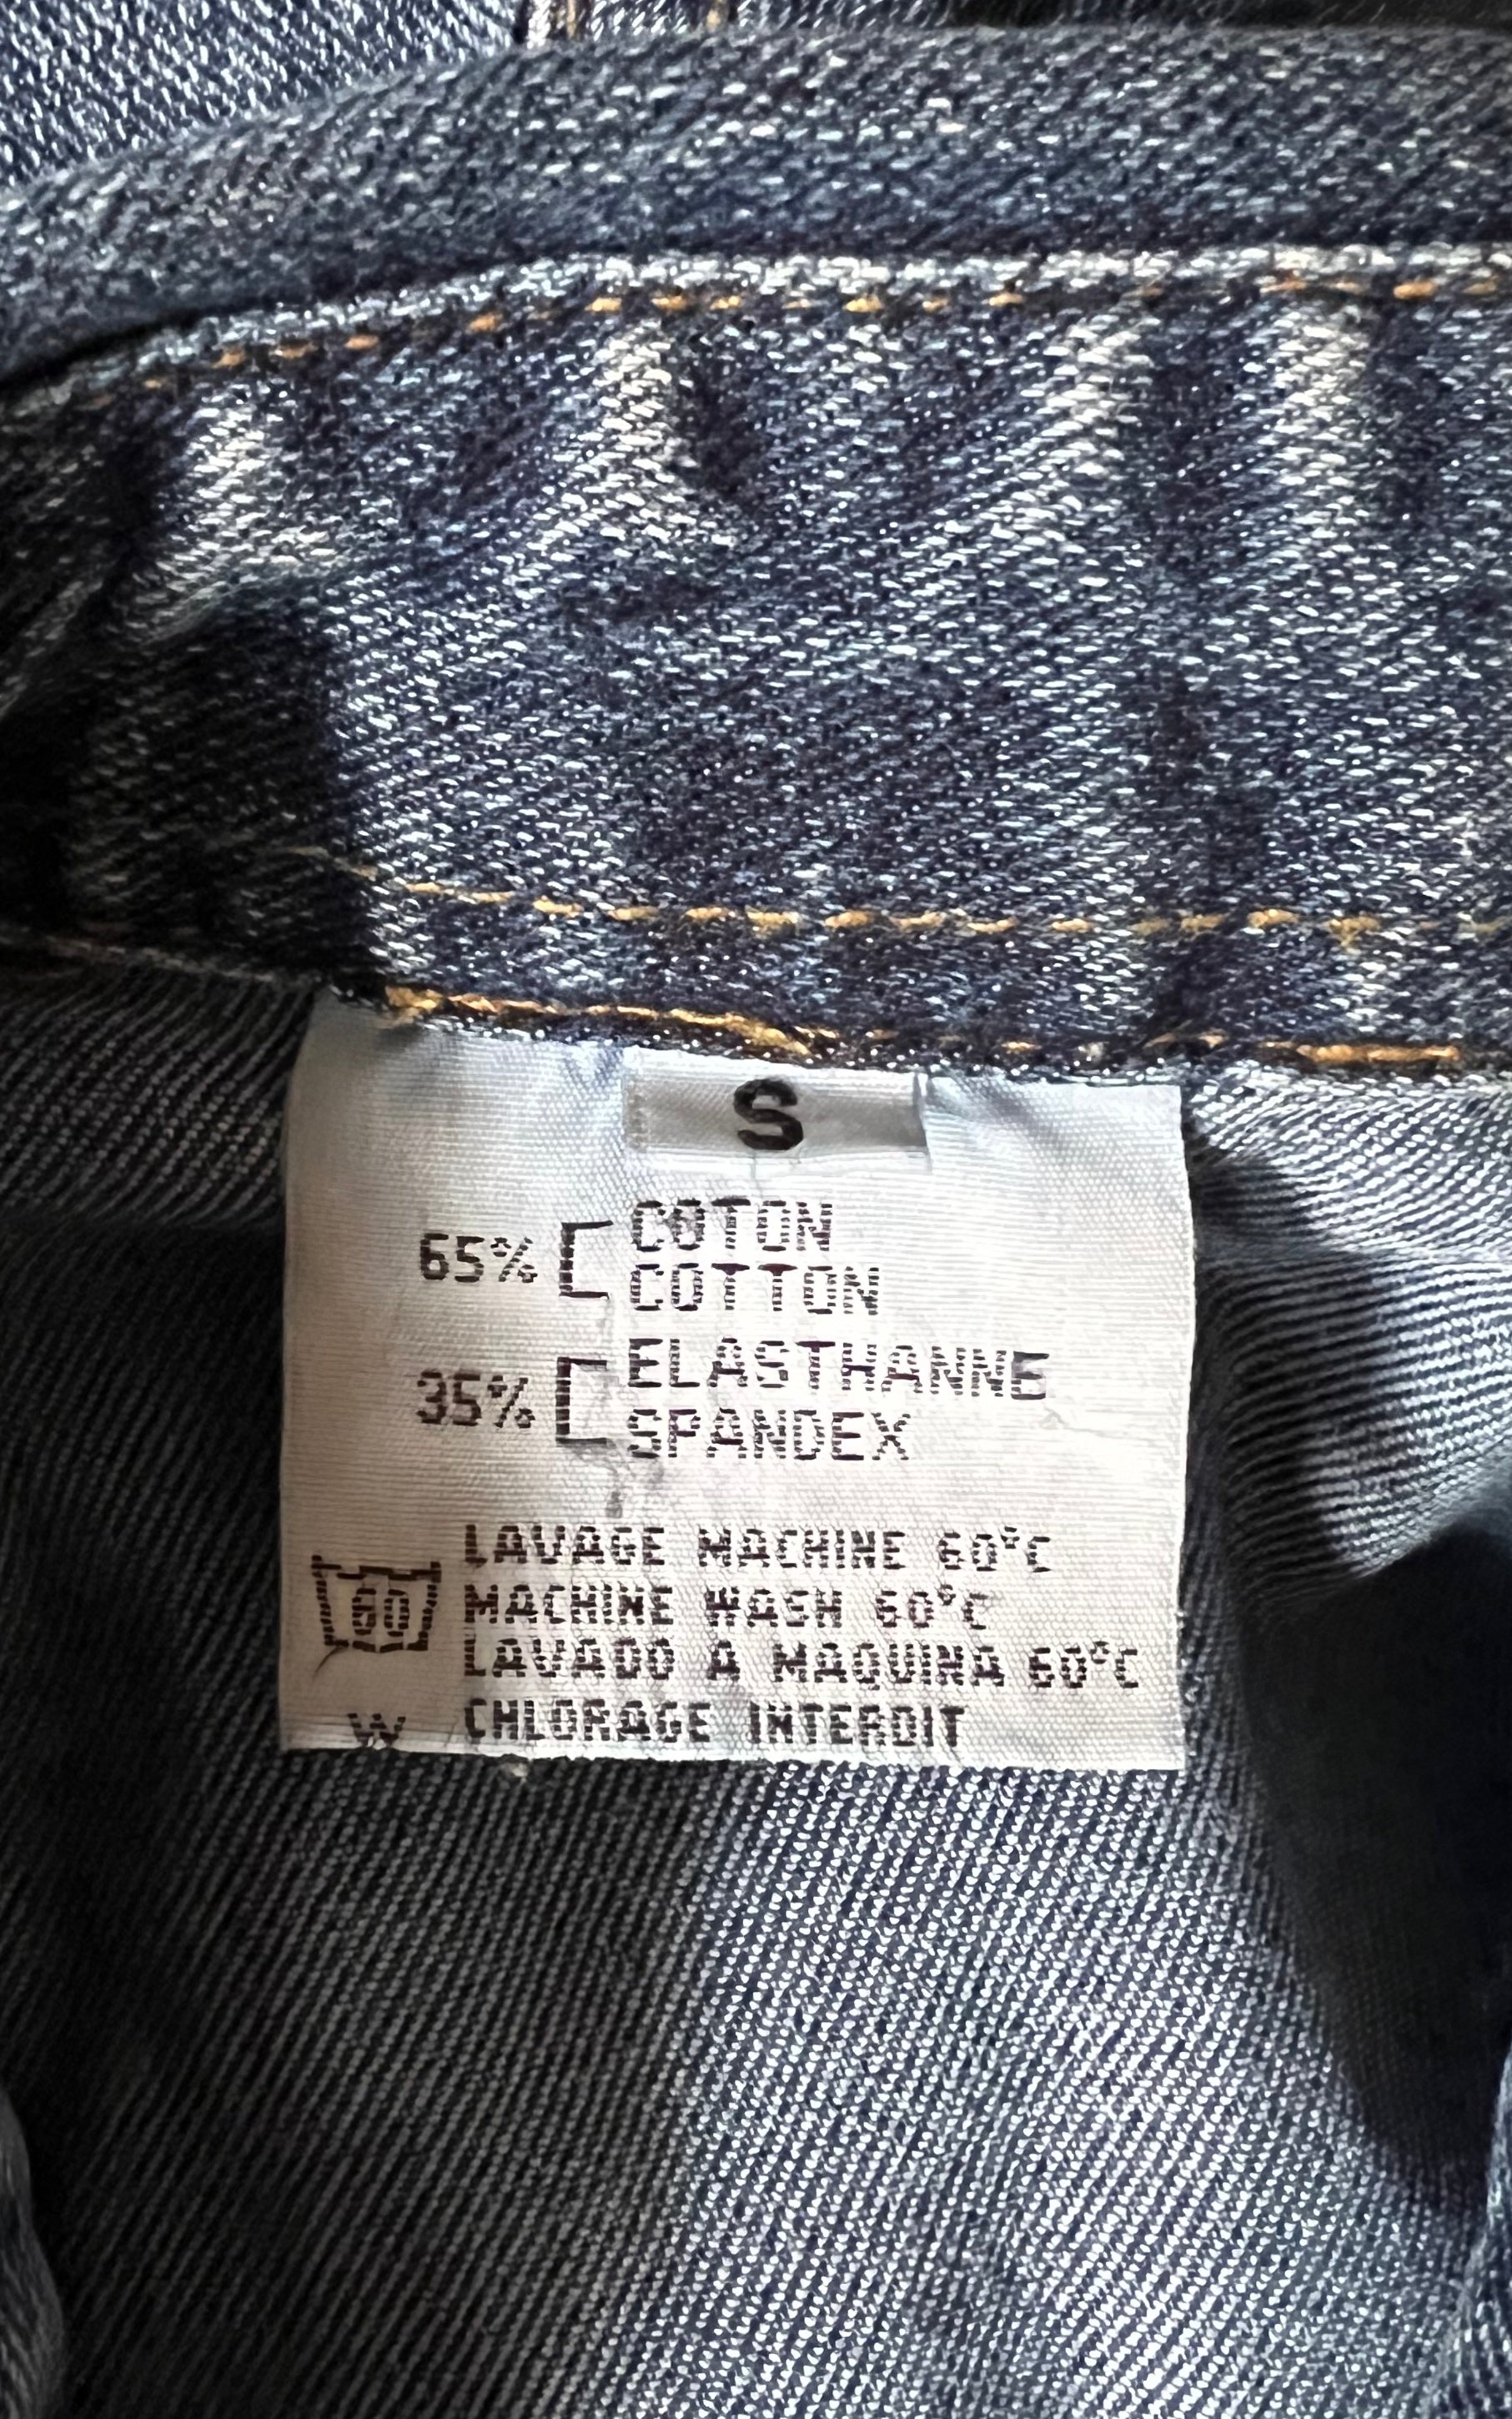 S
65% COTON
COTTON
35% ELASTHANNE
SPANDEX
LAVAGE MACHINE 60°C
60 MACHINE WASH 60°C
LAVADO A MAQUINA 60°C
CHLORAGE INTERDIT